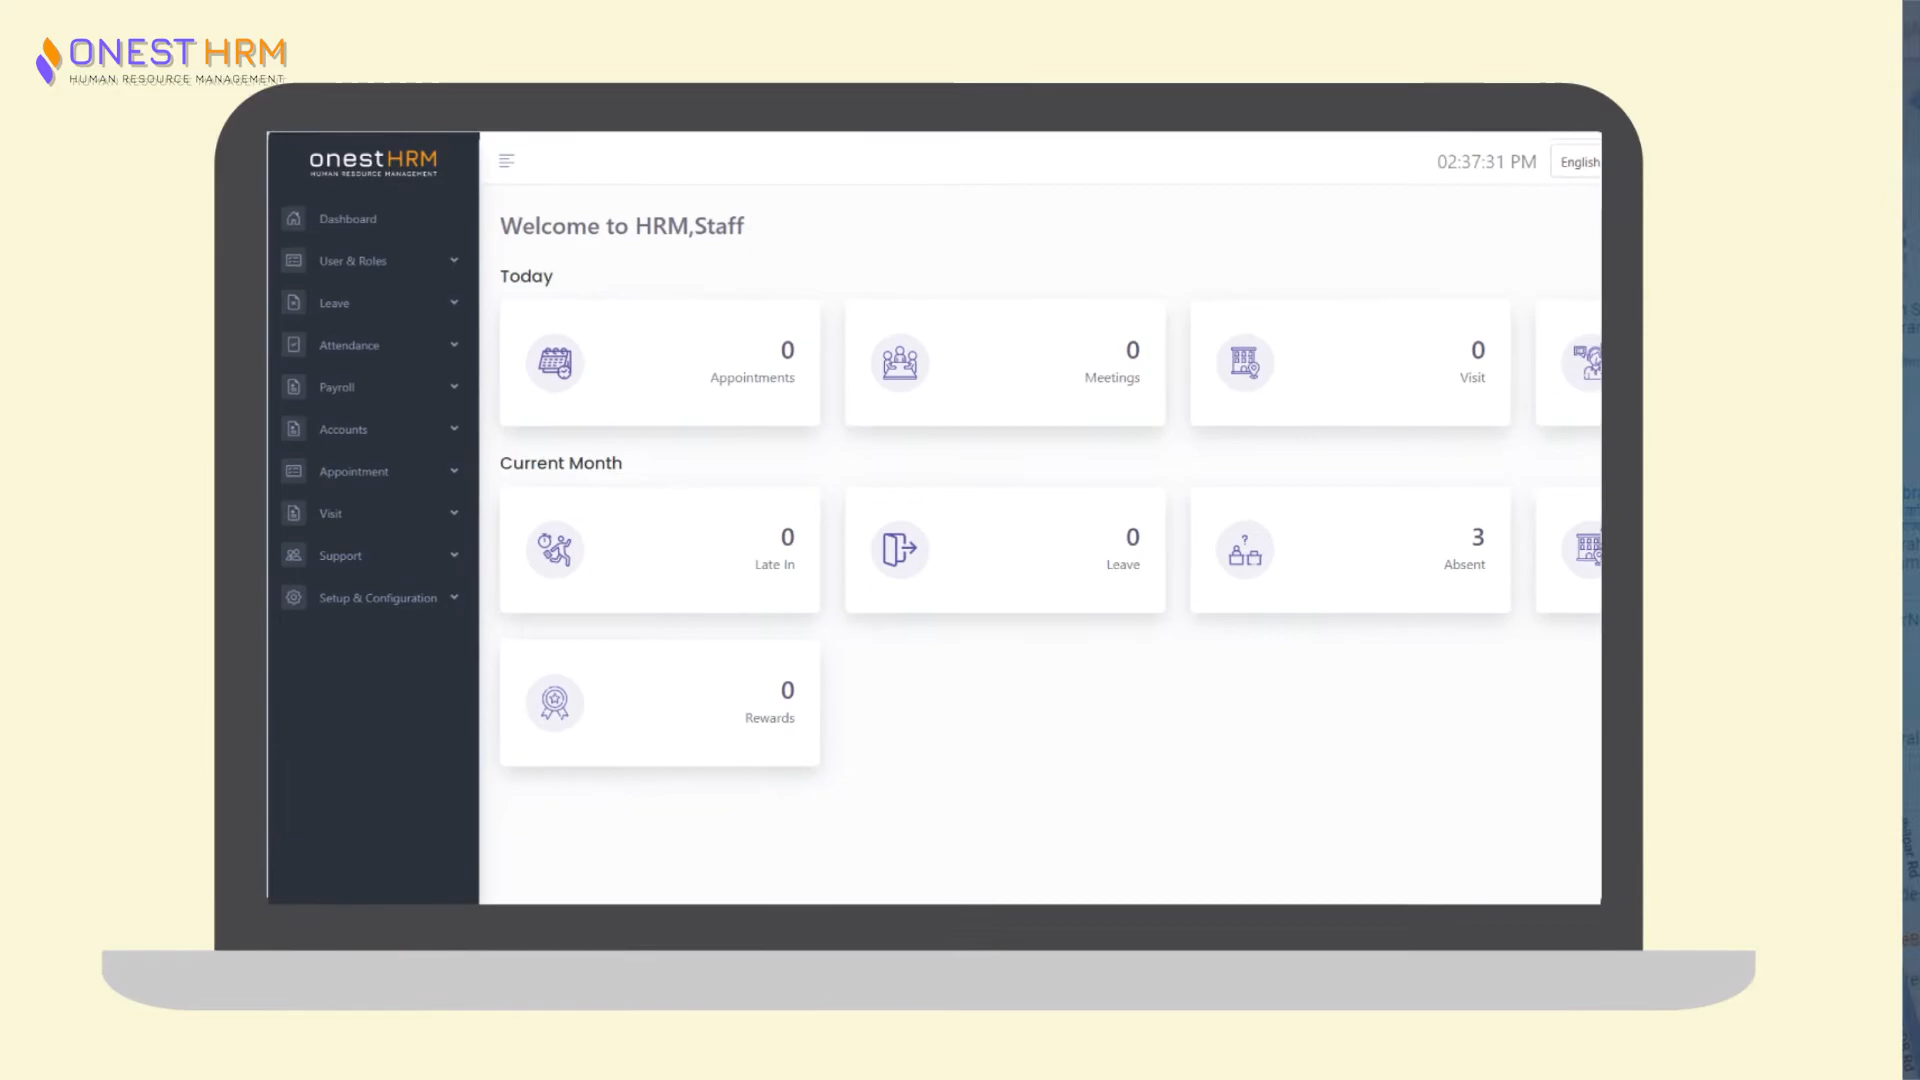 ONEST HRM
HUMAN RESOURCE MANAGEMENT
onestHRM
HUMAN RESOURCE MANAGEMENT
02:37:31 PM
English
Dashboard
User & Roles
Leave
Attendance
Payroll
Accounts
Appointment
Visit
Support
Setup & Configuration
Welcome to HRM,Staff
Today
0
Appointments
0
Meetings
0
Visit
Current Month
0
Late In
0
Leave
3
Absent
0
Rewards